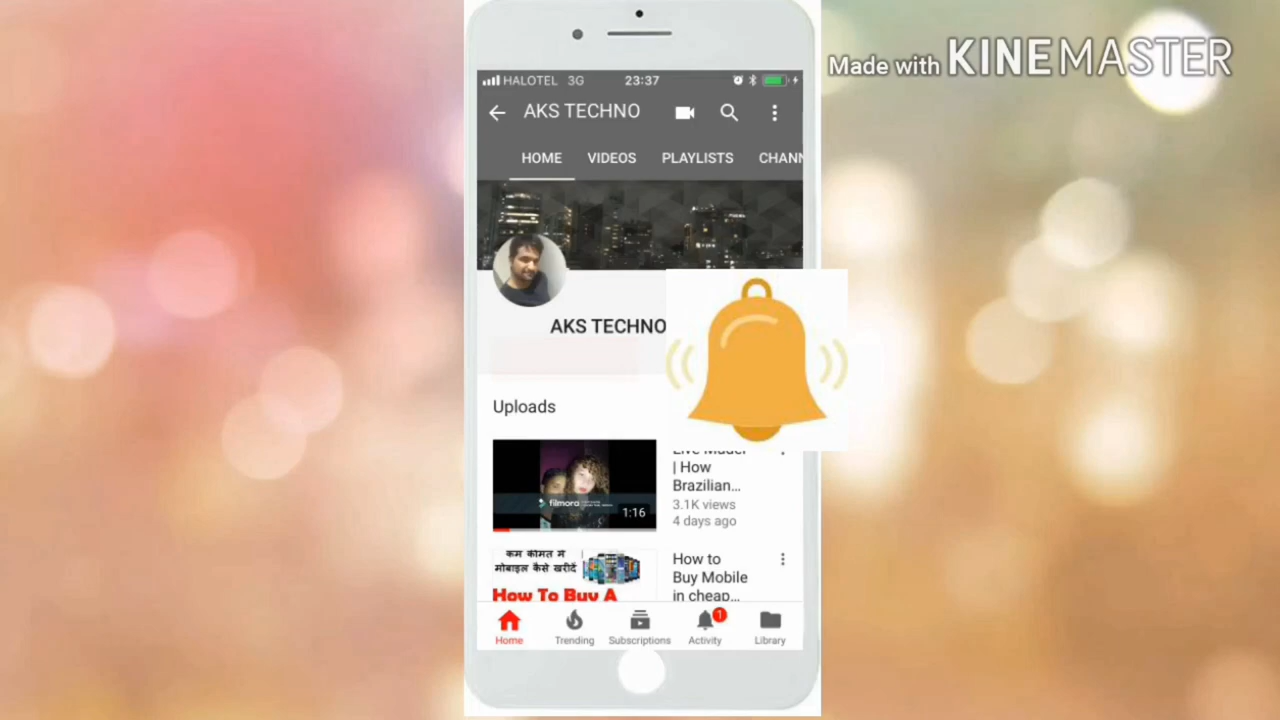 Made with KINEMASTER
HALOTEL 3G 23:37
AKS TECHNO
HOME VIDEOS PLAYLISTS CHANN
AKS TECHNO
Uploads
| How
Brazilian...
3.1K views
4 days ago
filmora
1:16
कम कीमत में
मोबाइल कैसे खरीदें
How To Buy A
How to
Buy Mobile
in cheap...
1
Home Trending Subscriptions Activity Library